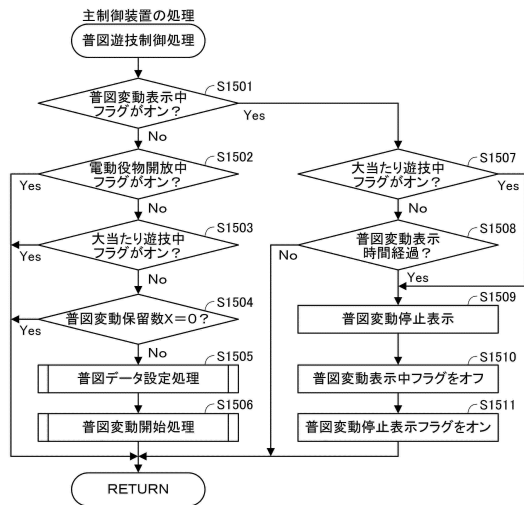 主制御装置の処理
普図遊技制御処理
S1501
普図変動表示中
フラグがオン？
Yes
No
S1502
電動役物開放中
フラグがオン？
Yes
No
S1503
大当たり遊技中
フラグがオン？
Yes
No
S1504
普図変動保留数X＝0？
Yes
No
S1505
普図データ設定処理
S1506
普図変動開始処理
RETURN
S1507
大当たり遊技中
フラグがオン？
Yes
No
S1508
普図変動表示
時間経過？
No
Yes
S1509
普図変動停止表示
S1510
普図変動表示中フラグをオフ
S1511
普図変動停止表示フラグをオン